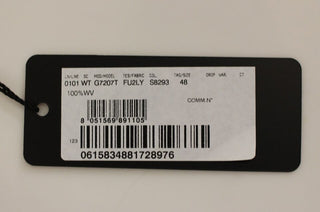 LN/LINE SC MOD/MODEL TES/FABRIC COL TAG/SIZE DROP VAR. CT
0101 WT G7207T FU2LY S8293 48
100%WV
COMM.N°
8 051569 891105
123
0615834881728976